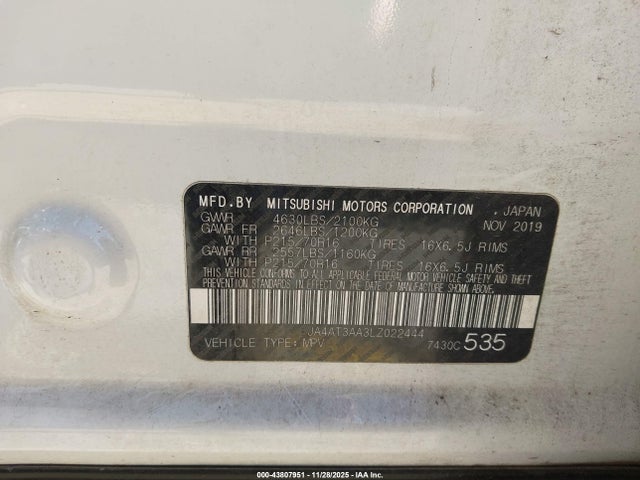 MFD.BY MITSUBISHI MOTORS CORPORATION . JAPAN
GVWR 4630LBS/2100KG NOV 2019
GAWR FR 2646LBS/1200KG
WITH P215/70R16 TIRES 16X6.5J RIMS
GAWR RR 2557LBS/1160KG
WITH P215/70R16 TIRES 16X6.5J RIMS
THIS VEHICLE CONFORMS TO ALL APPLICABLE FEDERAL MOTOR VEHICLE SAFETY AND THEFT
PREVENTION STANDARDS IN EFFECT ON THE DATE OF MANUFACTURE SHOWN ABOVE.
JA4AT3AA3LZ022444
VEHICLE TYPE: MPV 7430C 535
000-43807951 - 11/28/2025 - IAA Inc.